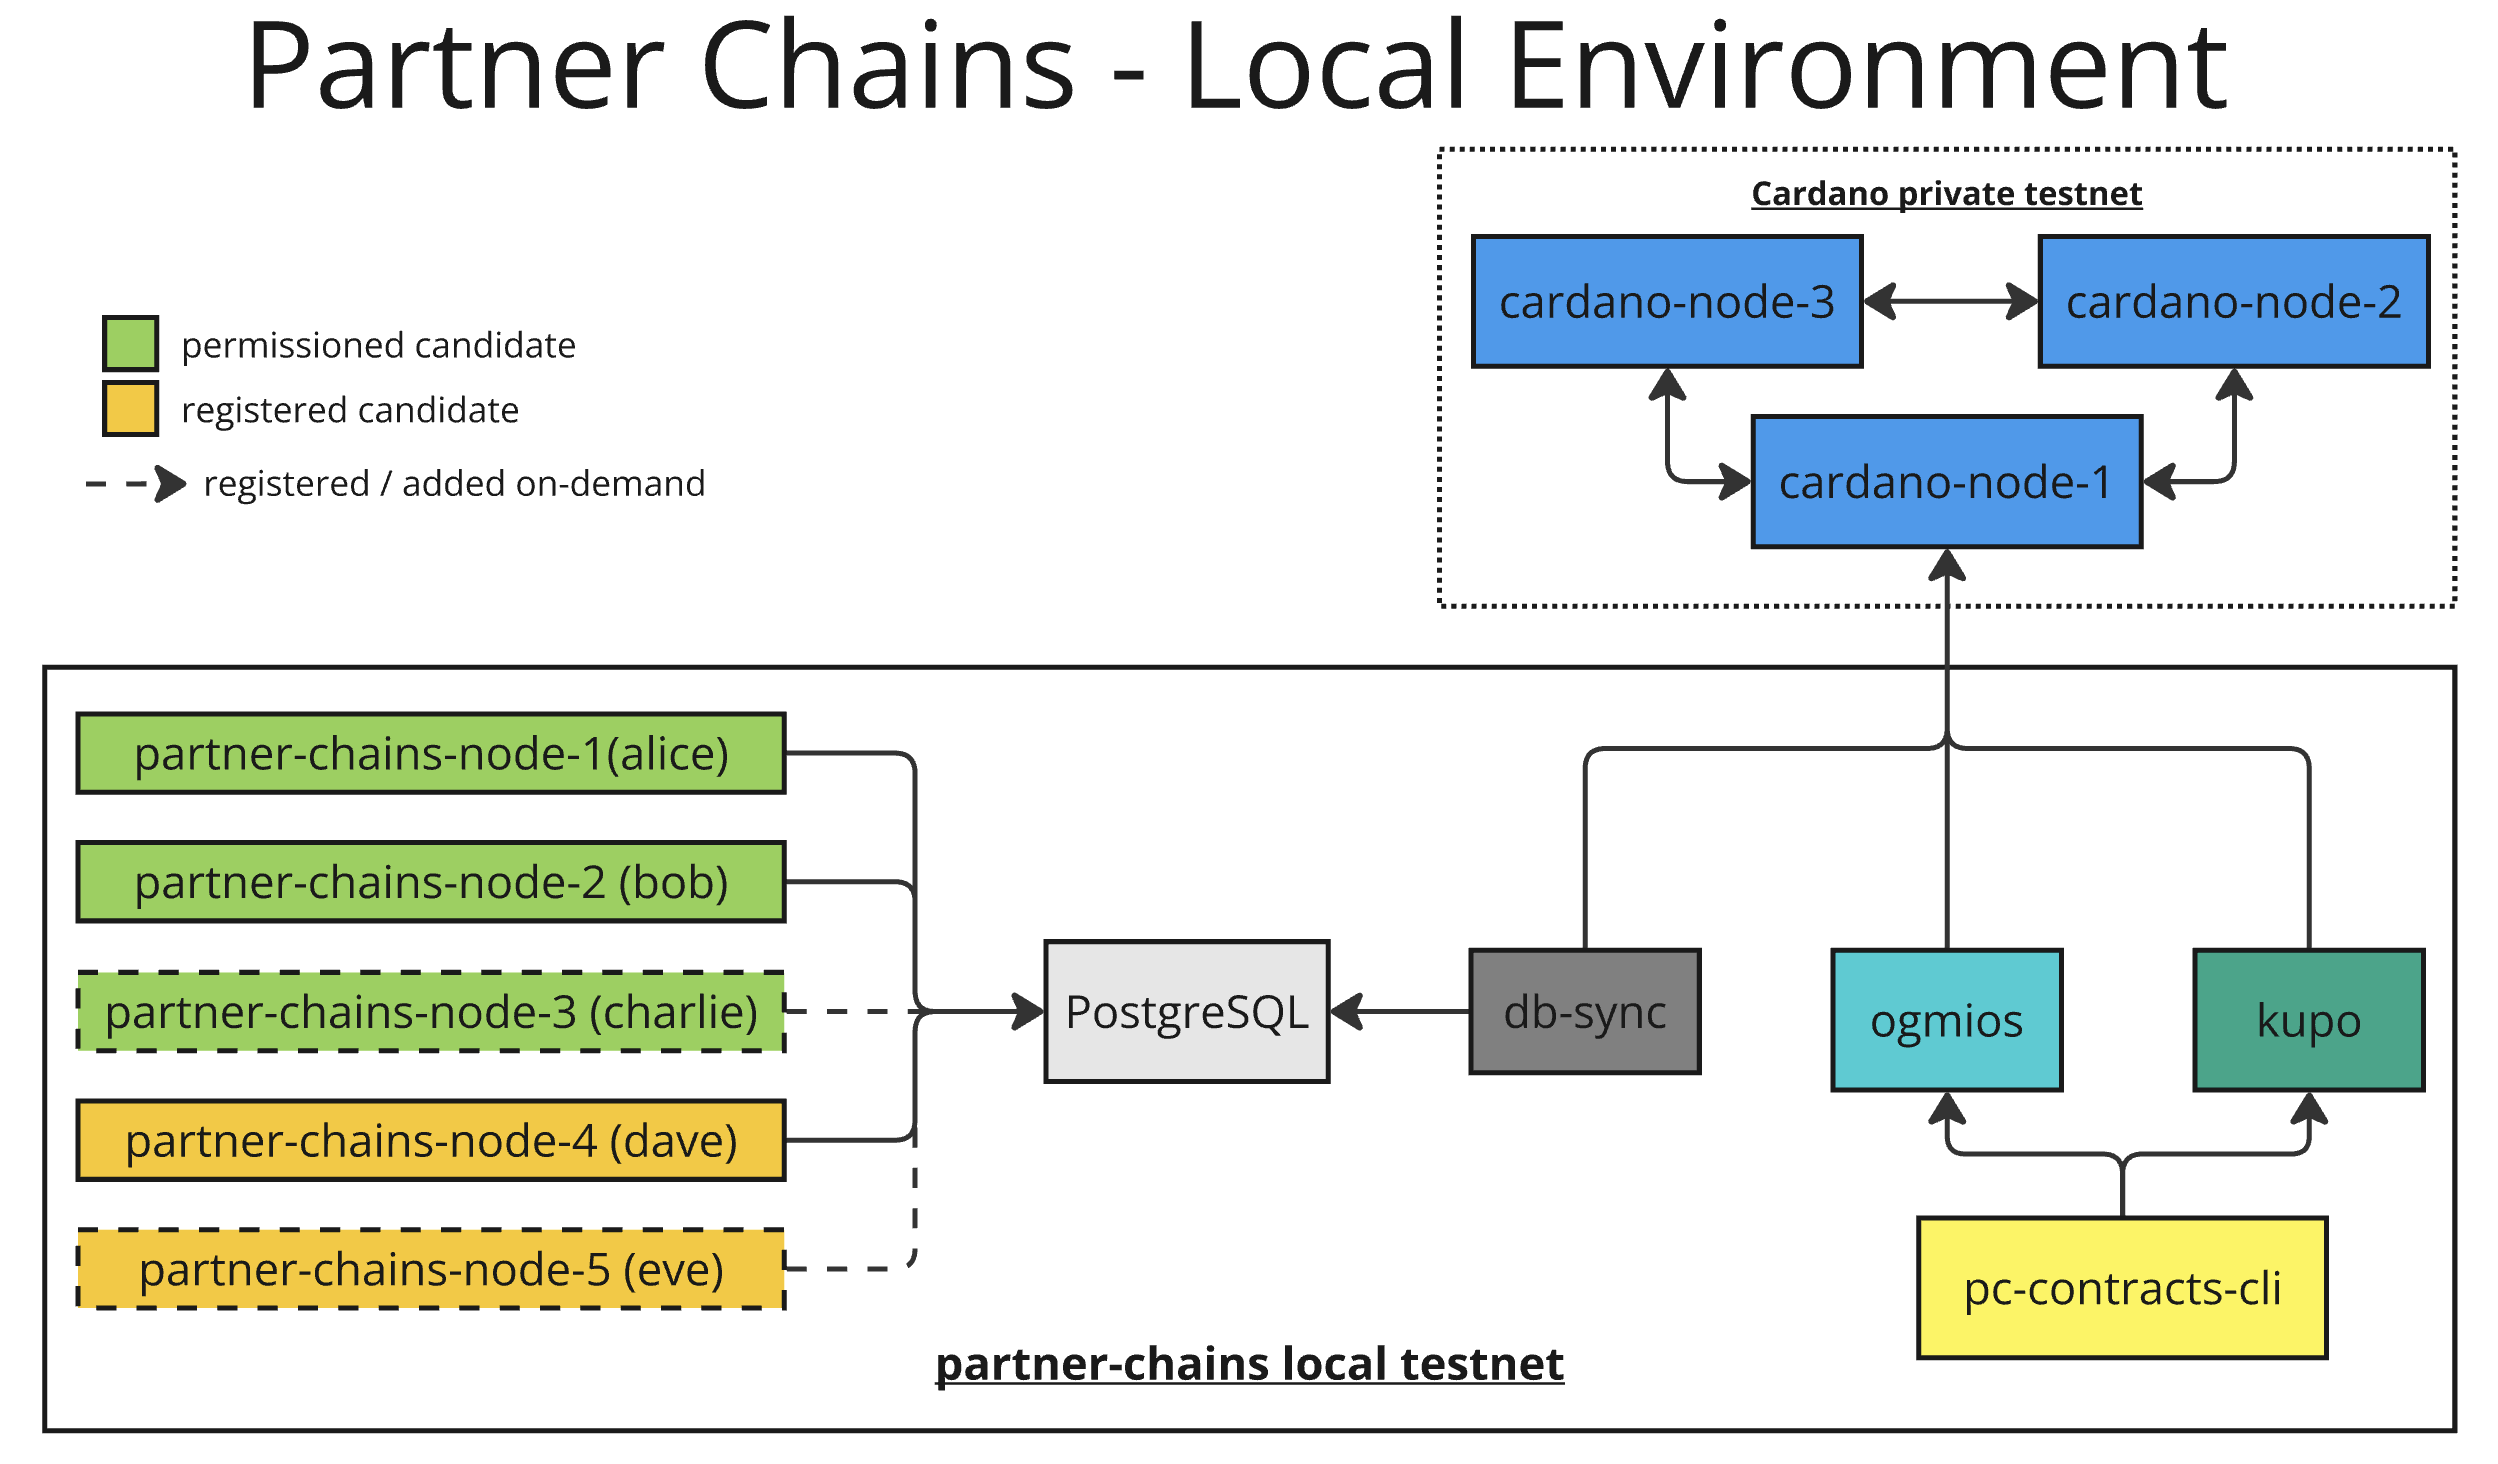 Partner Chains - Local Environment
Cardano private testnet
cardano-node-3
cardano-node-2
cardano-node-1
permissioned candidate
registered candidate
registered / added on-demand
partner-chains-node-1(alice)
partner-chains-node-2 (bob)
partner-chains-node-3 (charlie)
partner-chains-node-4 (dave)
partner-chains-node-5 (eve)
PostgreSQL
db-sync
ogmios
kupo
pc-contracts-cli
partner-chains local testnet